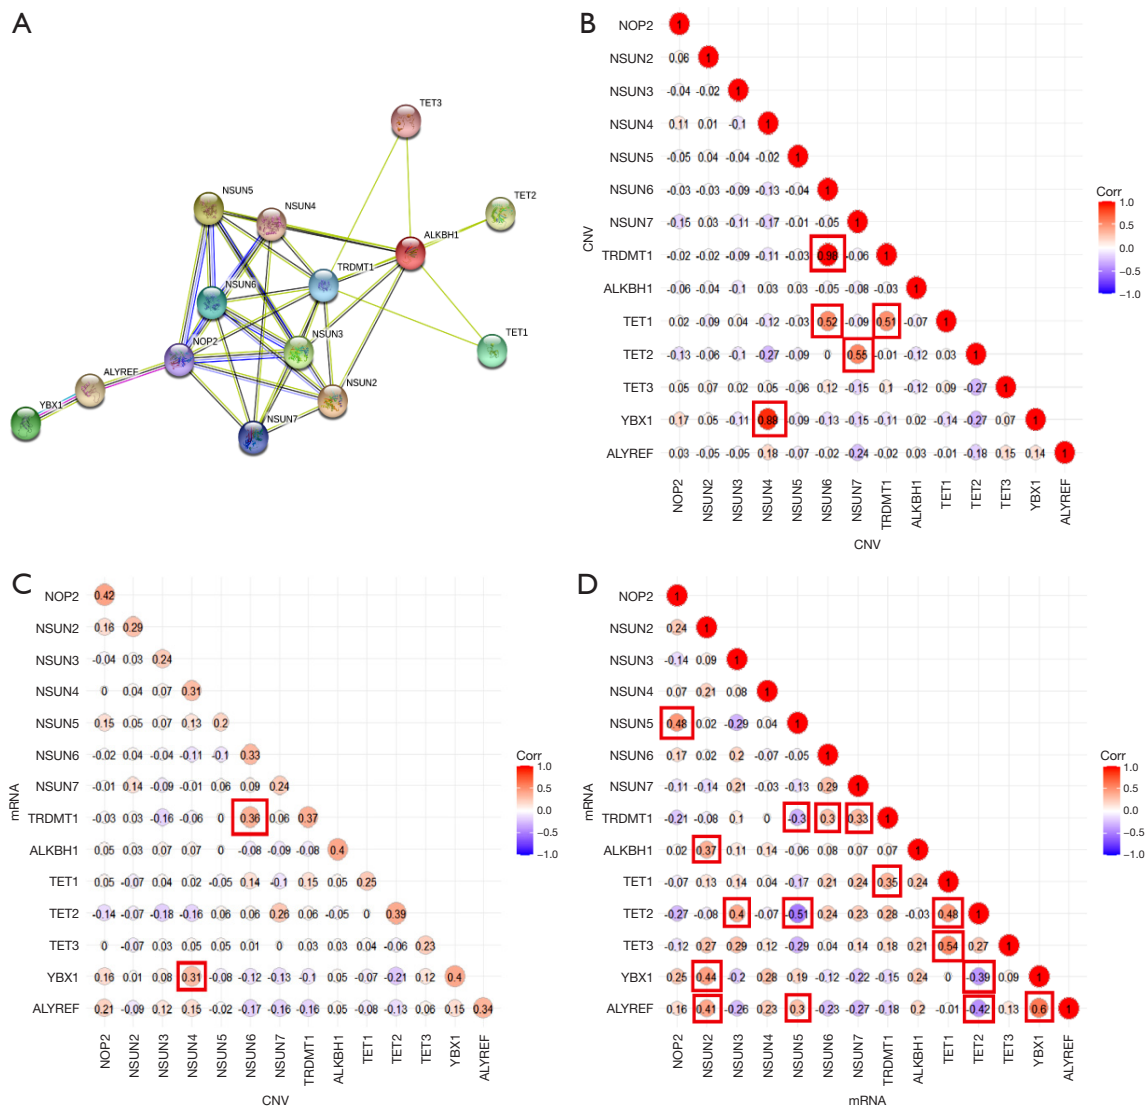 A
TET3
NSUN5
NSUN4
TET2
ALKBH1
TRDMT1
NSUN6
NSUN3
NOP2
TET1
ALYREF
NSUN2
YBX1
NSUN7
B
NOP2 1
NSUN2 0.06 1
NSUN3 -0.04 -0.02 1
NSUN4 0.11 0.01 -0.1 1
NSUN5 -0.05 0.04 -0.04 -0.02 1
NSUN6 -0.03 -0.03 -0.09 -0.13 -0.04 1
NSUN7 -0.15 0.03 -0.11 -0.17 -0.01 -0.05 1
TRDMT1 -0.02 -0.02 -0.09 -0.11 -0.03 0.98 -0.06 1
ALKBH1 -0.06 -0.04 -0.1 0.03 0.03 -0.05 -0.08 -0.03 1
TET1 0.02 -0.09 0.04 -0.12 -0.03 0.52 -0.09 0.51 -0.07 1
TET2 -0.13 -0.06 -0.1 -0.27 -0.09 0 0.55 -0.01 -0.12 0.03 1
TET3 0.05 0.07 0.02 0.05 -0.06 0.12 -0.15 0.1 -0.12 0.09 -0.27 1
YBX1 0.17 0.05 -0.11 0.88 -0.09 -0.13 -0.15 -0.11 0.02 -0.14 -0.27 0.07 1
ALYREF 0.03 -0.05 -0.05 0.18 -0.07 -0.02 -0.24 -0.02 0.03 -0.01 -0.18 0.15 0.14 1
NOP2 NSUN2 NSUN3 NSUN4 NSUN5 NSUN6 NSUN7 TRDMT1 ALKBH1 TET1 TET2 TET3 YBX1 ALYREF
CNV
CNV
Corr
1.0
0.5
0.0
−0.5
−1.0
C
NOP2 0.42
NSUN2 0.16 0.29
NSUN3 -0.04 0.03 0.24
NSUN4 0 0.04 0.07 0.31
NSUN5 0.15 0.05 0.07 0.13 0.2
NSUN6 -0.02 0.04 -0.04 -0.11 -0.1 0.33
NSUN7 -0.01 0.14 -0.09 -0.01 0.06 0.09 0.24
TRDMT1 -0.03 0.03 -0.16 -0.06 0 0.36 0.06 0.37
ALKBH1 0.05 0.03 0.07 0.07 0 -0.08 -0.09 -0.08 0.4
TET1 0.05 -0.07 0.04 0.02 -0.05 0.14 -0.1 0.15 0.05 0.25
TET2 -0.14 -0.07 -0.18 -0.16 0.06 0.06 0.26 0.06 -0.05 0 0.39
TET3 0 -0.07 0.03 0.05 0.05 0.01 0 0.03 0.03 0.04 -0.06 0.23
YBX1 0.16 0.01 0.08 0.31 -0.08 -0.12 -0.13 -0.1 0.05 -0.07 -0.21 0.12 0.4
ALYREF 0.21 -0.09 0.12 0.15 -0.02 -0.17 -0.16 -0.16 0.06 -0.08 -0.13 0.06 0.15 0.34
NOP2 NSUN2 NSUN3 NSUN4 NSUN5 NSUN6 NSUN7 TRDMT1 ALKBH1 TET1 TET2 TET3 YBX1 ALYREF
CNV
mRNA
Corr
1.0
0.5
0.0
−0.5
−1.0
D
NOP2 1
NSUN2 0.24 1
NSUN3 -0.14 0.09 1
NSUN4 0.07 0.21 0.08 1
NSUN5 0.48 0.02 -0.29 0.04 1
NSUN6 0.17 0.02 0.2 -0.07 -0.05 1
NSUN7 -0.11 -0.14 0.21 -0.03 -0.13 0.29 1
TRDMT1 -0.21 -0.08 0.1 0 -0.3 0.3 0.33 1
ALKBH1 0.02 0.37 0.11 0.14 -0.06 0.08 0.07 0.07 1
TET1 -0.07 0.13 0.14 0.04 -0.17 0.21 0.24 0.35 0.24 1
TET2 -0.27 -0.08 0.4 -0.07 -0.51 0.24 0.23 0.28 -0.03 0.48 1
TET3 -0.12 0.27 0.29 0.12 -0.29 0.04 0.14 0.18 0.21 0.54 0.27 1
YBX1 0.25 0.44 -0.2 0.28 0.19 -0.12 -0.22 -0.15 0.24 0 -0.39 0.09 1
ALYREF 0.16 0.41 -0.26 0.23 0.3 -0.23 -0.27 -0.18 0.2 -0.01 -0.42 0.13 0.6 1
NOP2 NSUN2 NSUN3 NSUN4 NSUN5 NSUN6 NSUN7 TRDMT1 ALKBH1 TET1 TET2 TET3 YBX1 ALYREF
mRNA
mRNA
Corr
1.0
0.5
0.0
−0.5
−1.0